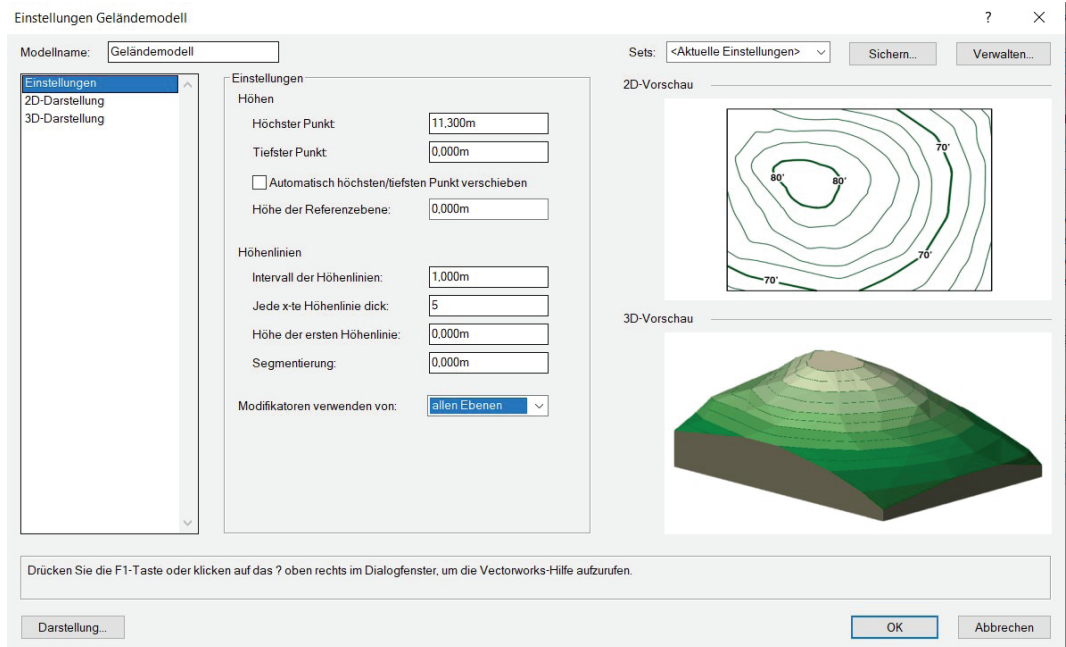 Einstellungen Geländemodell
? ×
Modellname: Geländemodell
Sets: <Aktuelle Einstellungen> Sichern... Verwalten...
Einstellungen
2D-Darstellung
3D-Darstellung
Einstellungen
Höhen
Höchster Punkt: 11,300m
Tiefster Punkt: 0,000m
Automatisch höchsten/tiefsten Punkt verschieben
Höhe der Referenzebene: 0,000m
Höhenlinien
Intervall der Höhenlinien: 1,000m
Jede x-te Höhenlinie dick: 5
Höhe der ersten Höhenlinie: 0,000m
Segmentierung: 0,000m
Modifikatoren verwenden von: allen Ebenen
2D-Vorschau
70'
80' 80'
70'
70'
3D-Vorschau
Drücken Sie die F1-Taste oder klicken auf das ? oben rechts im Dialogfenster, um die Vectorworks-Hilfe aufzurufen.
Darstellung... OK Abbrechen